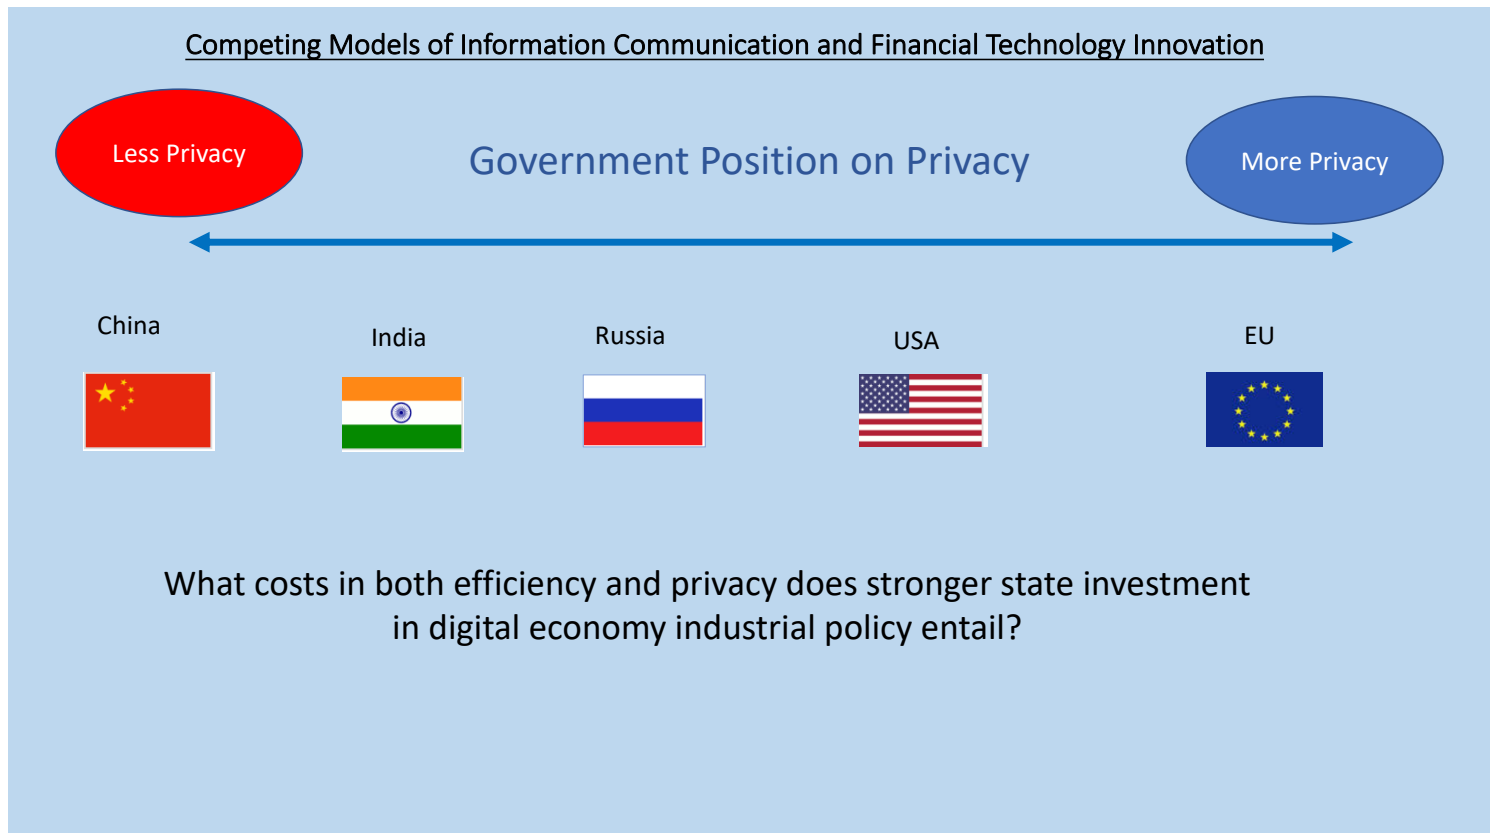 Competing Models of Information Communication and Financial Technology Innovation
Less Privacy
Government Position on Privacy
More Privacy
China
India
Russia
USA
EU
What costs in both efficiency and privacy does stronger state investment
in digital economy industrial policy entail?